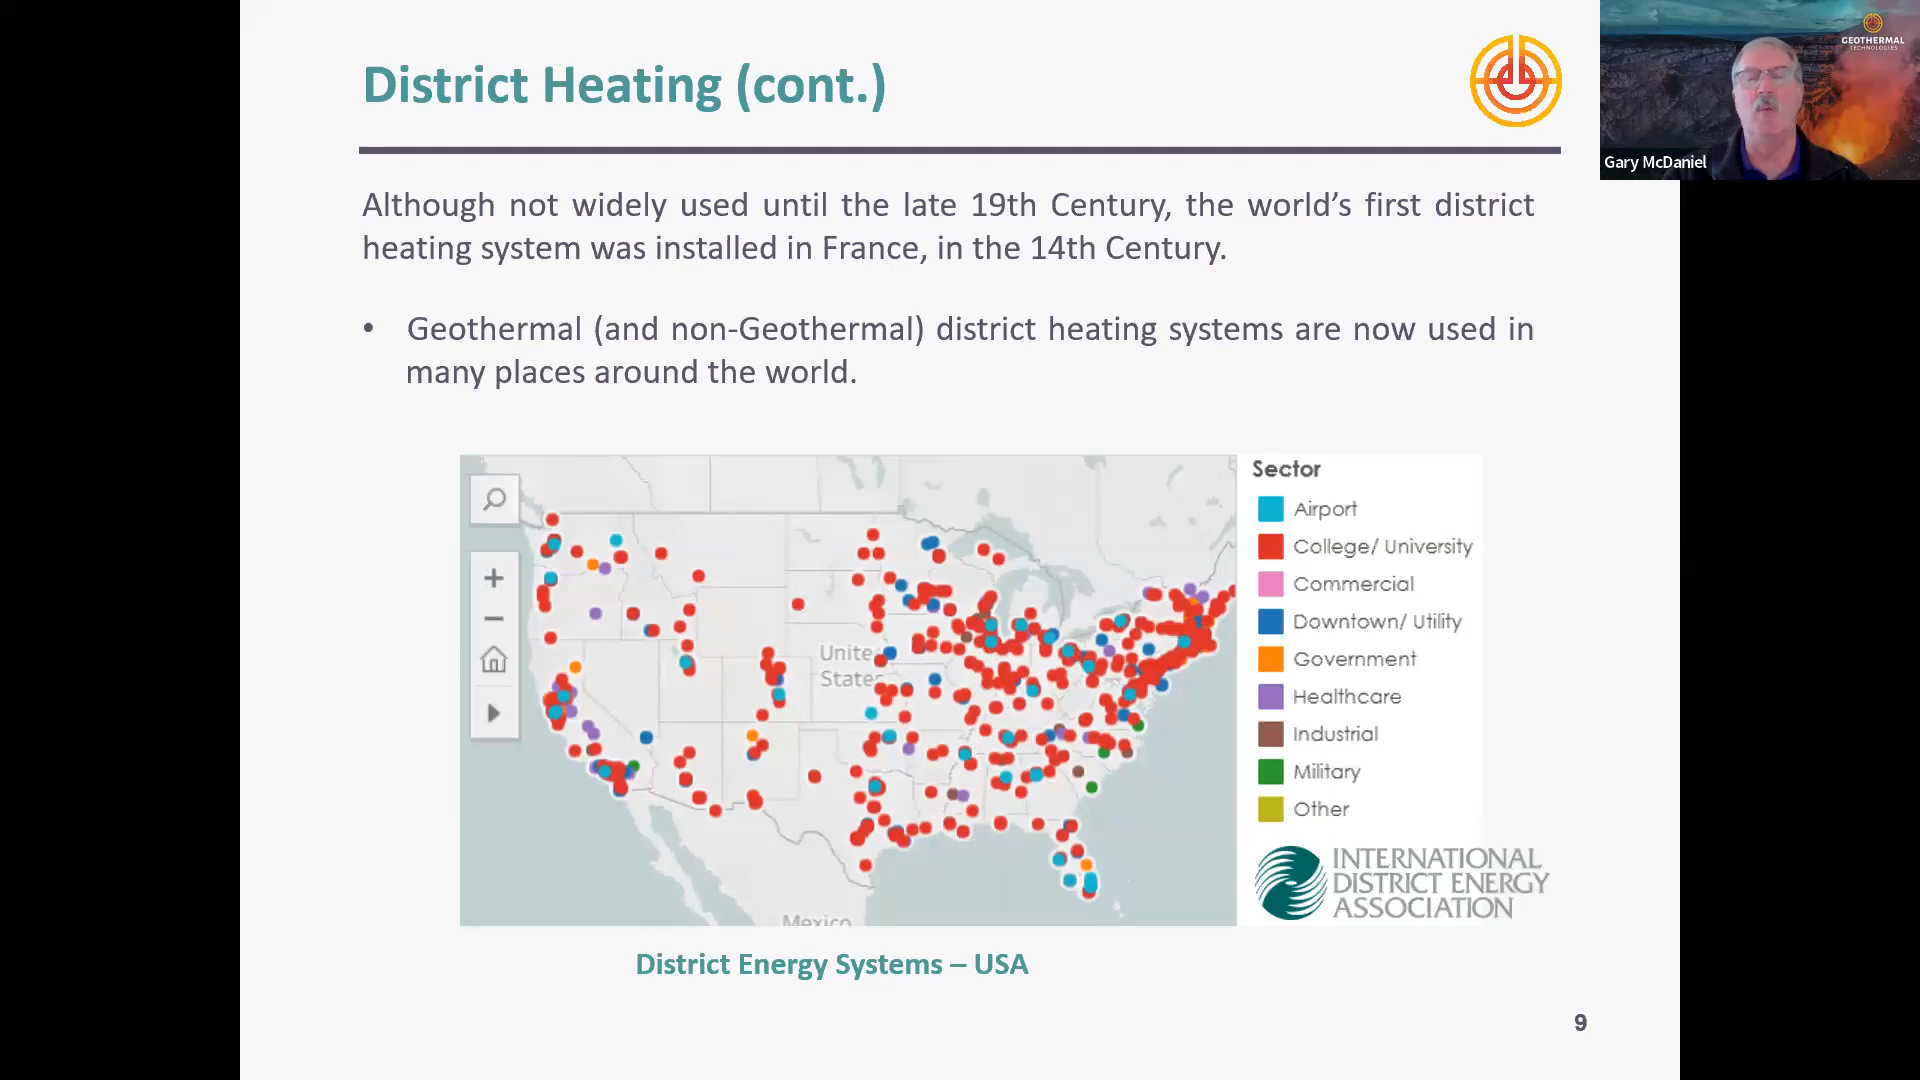 District Heating (cont.)
GEOTHERMAL
TECHNOLOGIES
Gary McDaniel
Although not widely used until the late 19th Century, the world’s first district
heating system was installed in France, in the 14th Century.
• Geothermal (and non-Geothermal) district heating systems are now used in
many places around the world.
Unite
State
Mexico
Sector
Airport
College/ University
Commercial
Downtown/ Utility
Government
Healthcare
Industrial
Military
Other
INTERNATIONAL
DISTRICT ENERGY
ASSOCIATION
District Energy Systems – USA
9